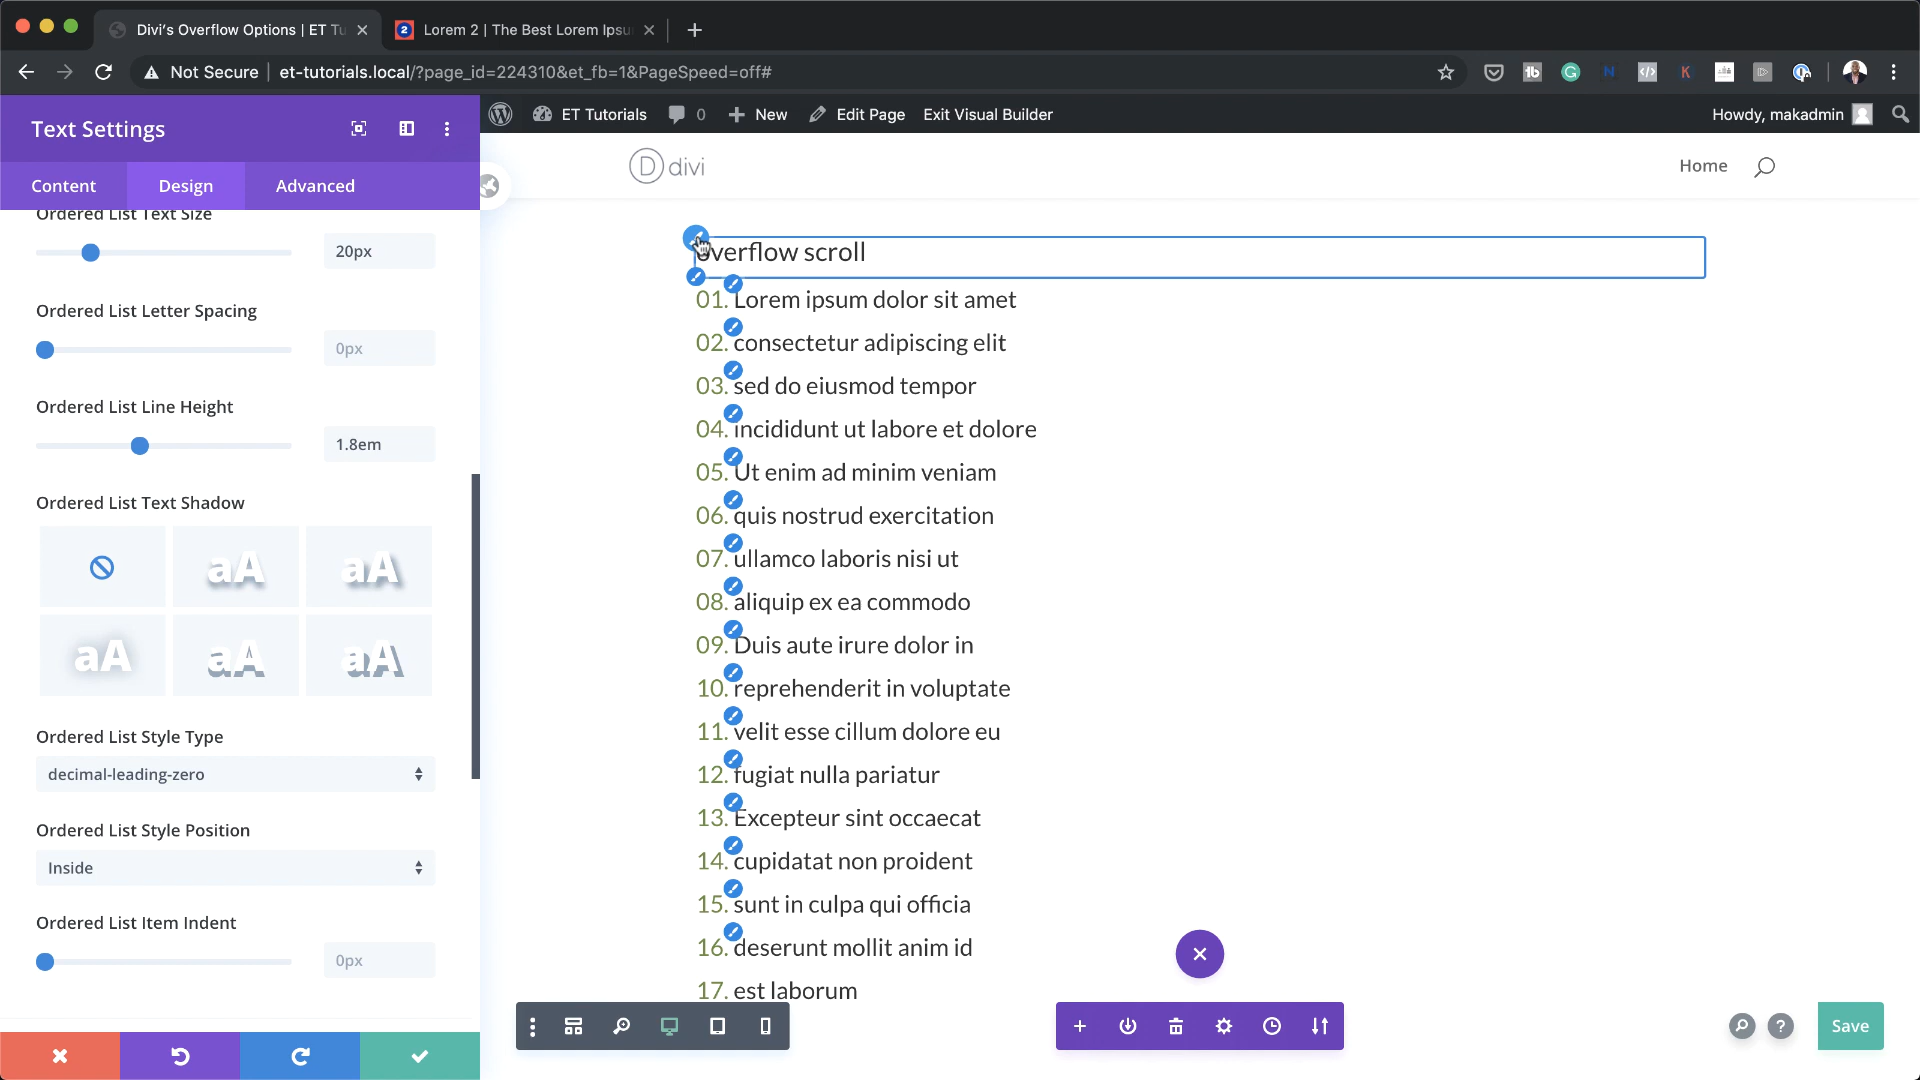 Divi's Overflow Options | ET Tu
Lorem 2 | The Best Lorem Ipsu
Not Secure
et-tutorials.local/?page_id=224310&et_fb=1&PageSpeed=off#
ET Tutorials
0
New
Edit Page
Exit Visual Builder
Howdy, makadmin
Text Settings
Content
Design
Advanced
Ordered List Text Size
20px
Ordered List Letter Spacing
0px
Ordered List Line Height
1.8em
Ordered List Text Shadow
aA
aA
aA
aA
aA
Ordered List Style Type
decimal-leading-zero
Ordered List Style Position
Inside
Ordered List Item Indent
0px
D divi
Home
overflow scroll
01. Lorem ipsum dolor sit amet
02. consectetur adipiscing elit
03. sed do eiusmod tempor
04. incididunt ut labore et dolore
05. Ut enim ad minim veniam
06. quis nostrud exercitation
07. ullamco laboris nisi ut
08. aliquip ex ea commodo
09. Duis aute irure dolor in
10. reprehenderit in voluptate
11. velit esse cillum dolore eu
12. fugiat nulla pariatur
13. Excepteur sint occaecat
14. cupidatat non proident
15. sunt in culpa qui officia
16. deserunt mollit anim id
17. est laborum
?
Save